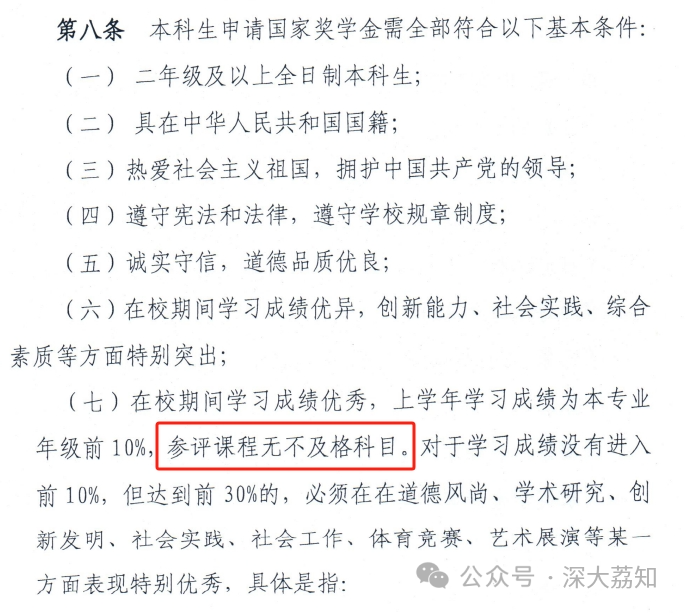 第八条 本科生申请国家奖学金需全部符合以下基本条件：
（一） 二年级及以上全日制本科生；
（二） 具在中华人民共和国国籍；
（三）热爱社会主义祖国，拥护中国共产党的领导；
（四）遵守宪法和法律，遵守学校规章制度；
（五）诚实守信，道德品质优良；
（六）在校期间学习成绩优异，创新能力、社会实践、综合
素质等方面特别突出；
（七）在校期间学习成绩优秀，上学年学习成绩为本专业
年级前 10%，参评课程无不及格科目。对于学习成绩没有进入
前 10%，但达到前 30%的，必须在在道德风尚、学术研究、创
新发明、社会实践、社会工作、体育竞赛、艺术展演等某一
方面表现特别优秀，具体是指：
公众号·深大荔知